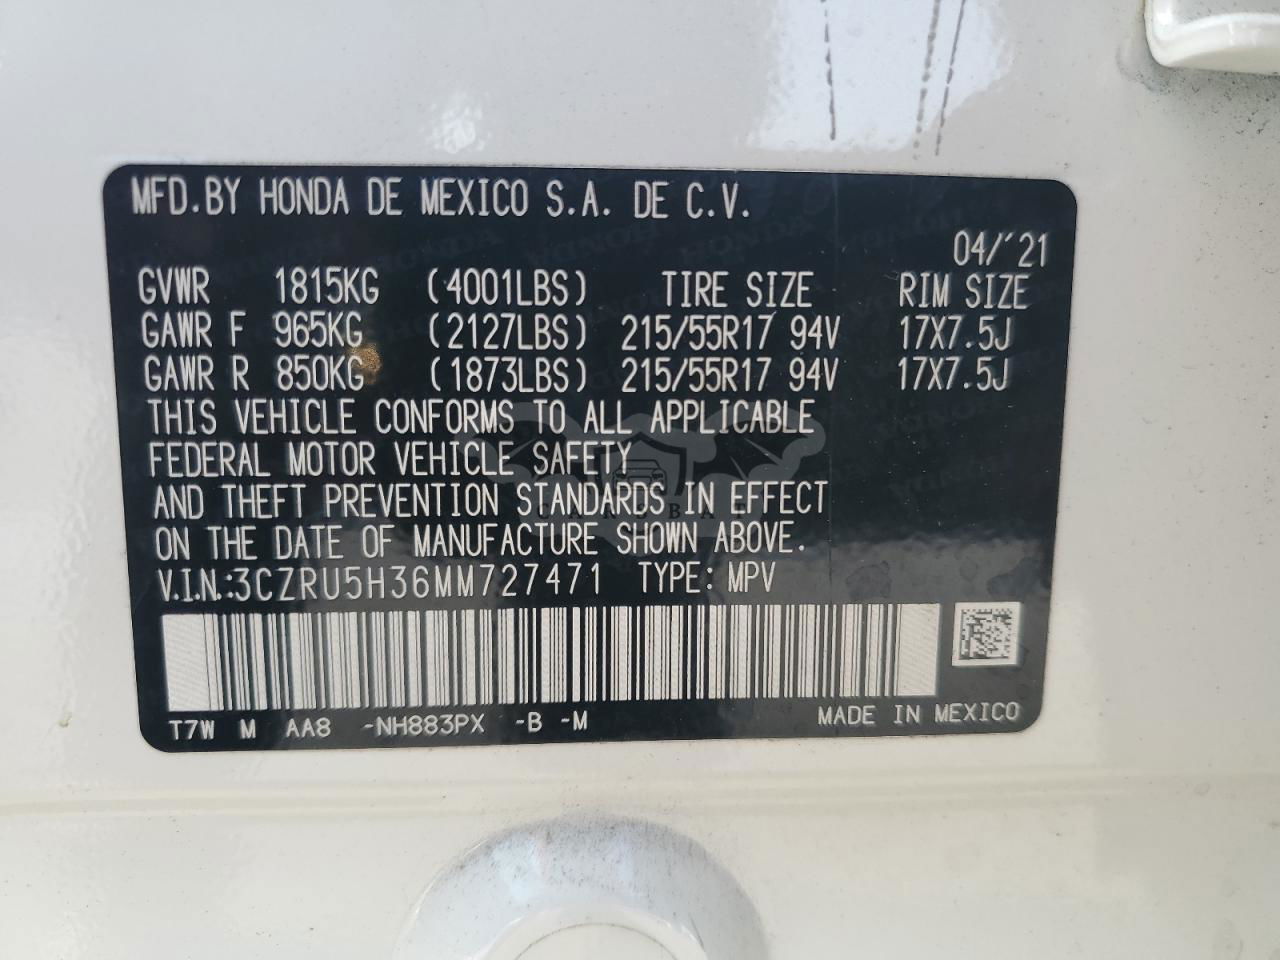 MFD.BY HONDA DE MEXICO S.A. DE C.V.
04/'21
GVWR 1815KG (4001LBS) TIRE SIZE RIM SIZE
GAWR F 965KG (2127LBS) 215/55R17 94V 17X7.5J
GAWR R 850KG (1873LBS) 215/55R17 94V 17X7.5J
THIS VEHICLE CONFORMS TO ALL APPLICABLE
FEDERAL MOTOR VEHICLE SAFETY
AND THEFT PREVENTION STANDARDS IN EFFECT
ON THE DATE OF MANUFACTURE SHOWN ABOVE.
V.I.N.:3CZRU5H36MM727471 TYPE: MPV
T7W M AA8 -NH883PX -B -M MADE IN MEXICO